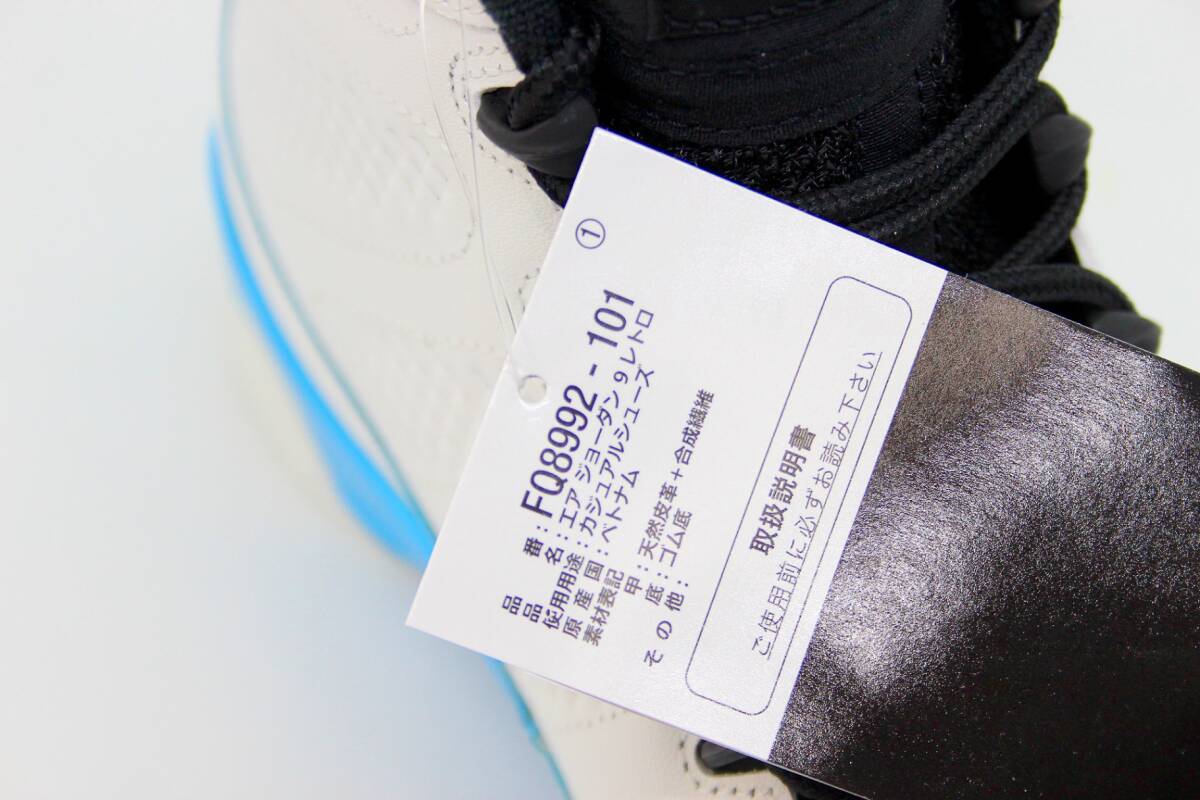 ①
品 番：FQ8992 - 101
品 名：エア ジョーダン 9 レトロ
使用用途：カジュアルシューズ
原 産 国：ベトナム
素材表記
甲：天然皮革＋合成繊維
底：ゴム底
その他：
取扱説明書
ご使用前に必ずお読み下さい